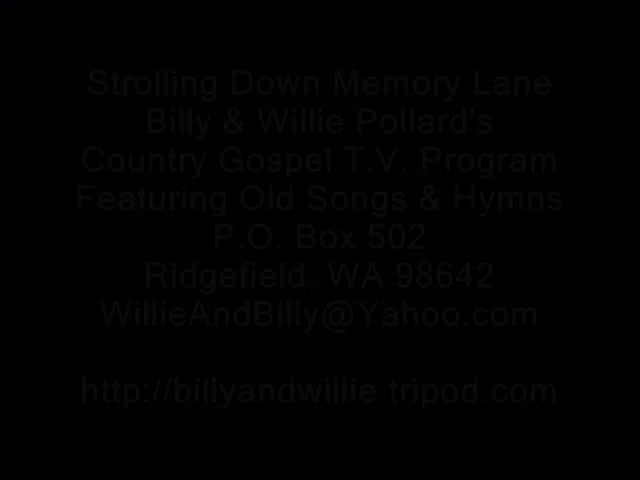 Strolling Down Memory Lane
Billy & Willie Pollard's
Country Gospel T.V. Program
Featuring Old Songs & Hymns
P.O. Box 502
Ridgefield, WA 98642
WillieAndBilly@Yahoo.com
http://billyandwillie.tripod.com